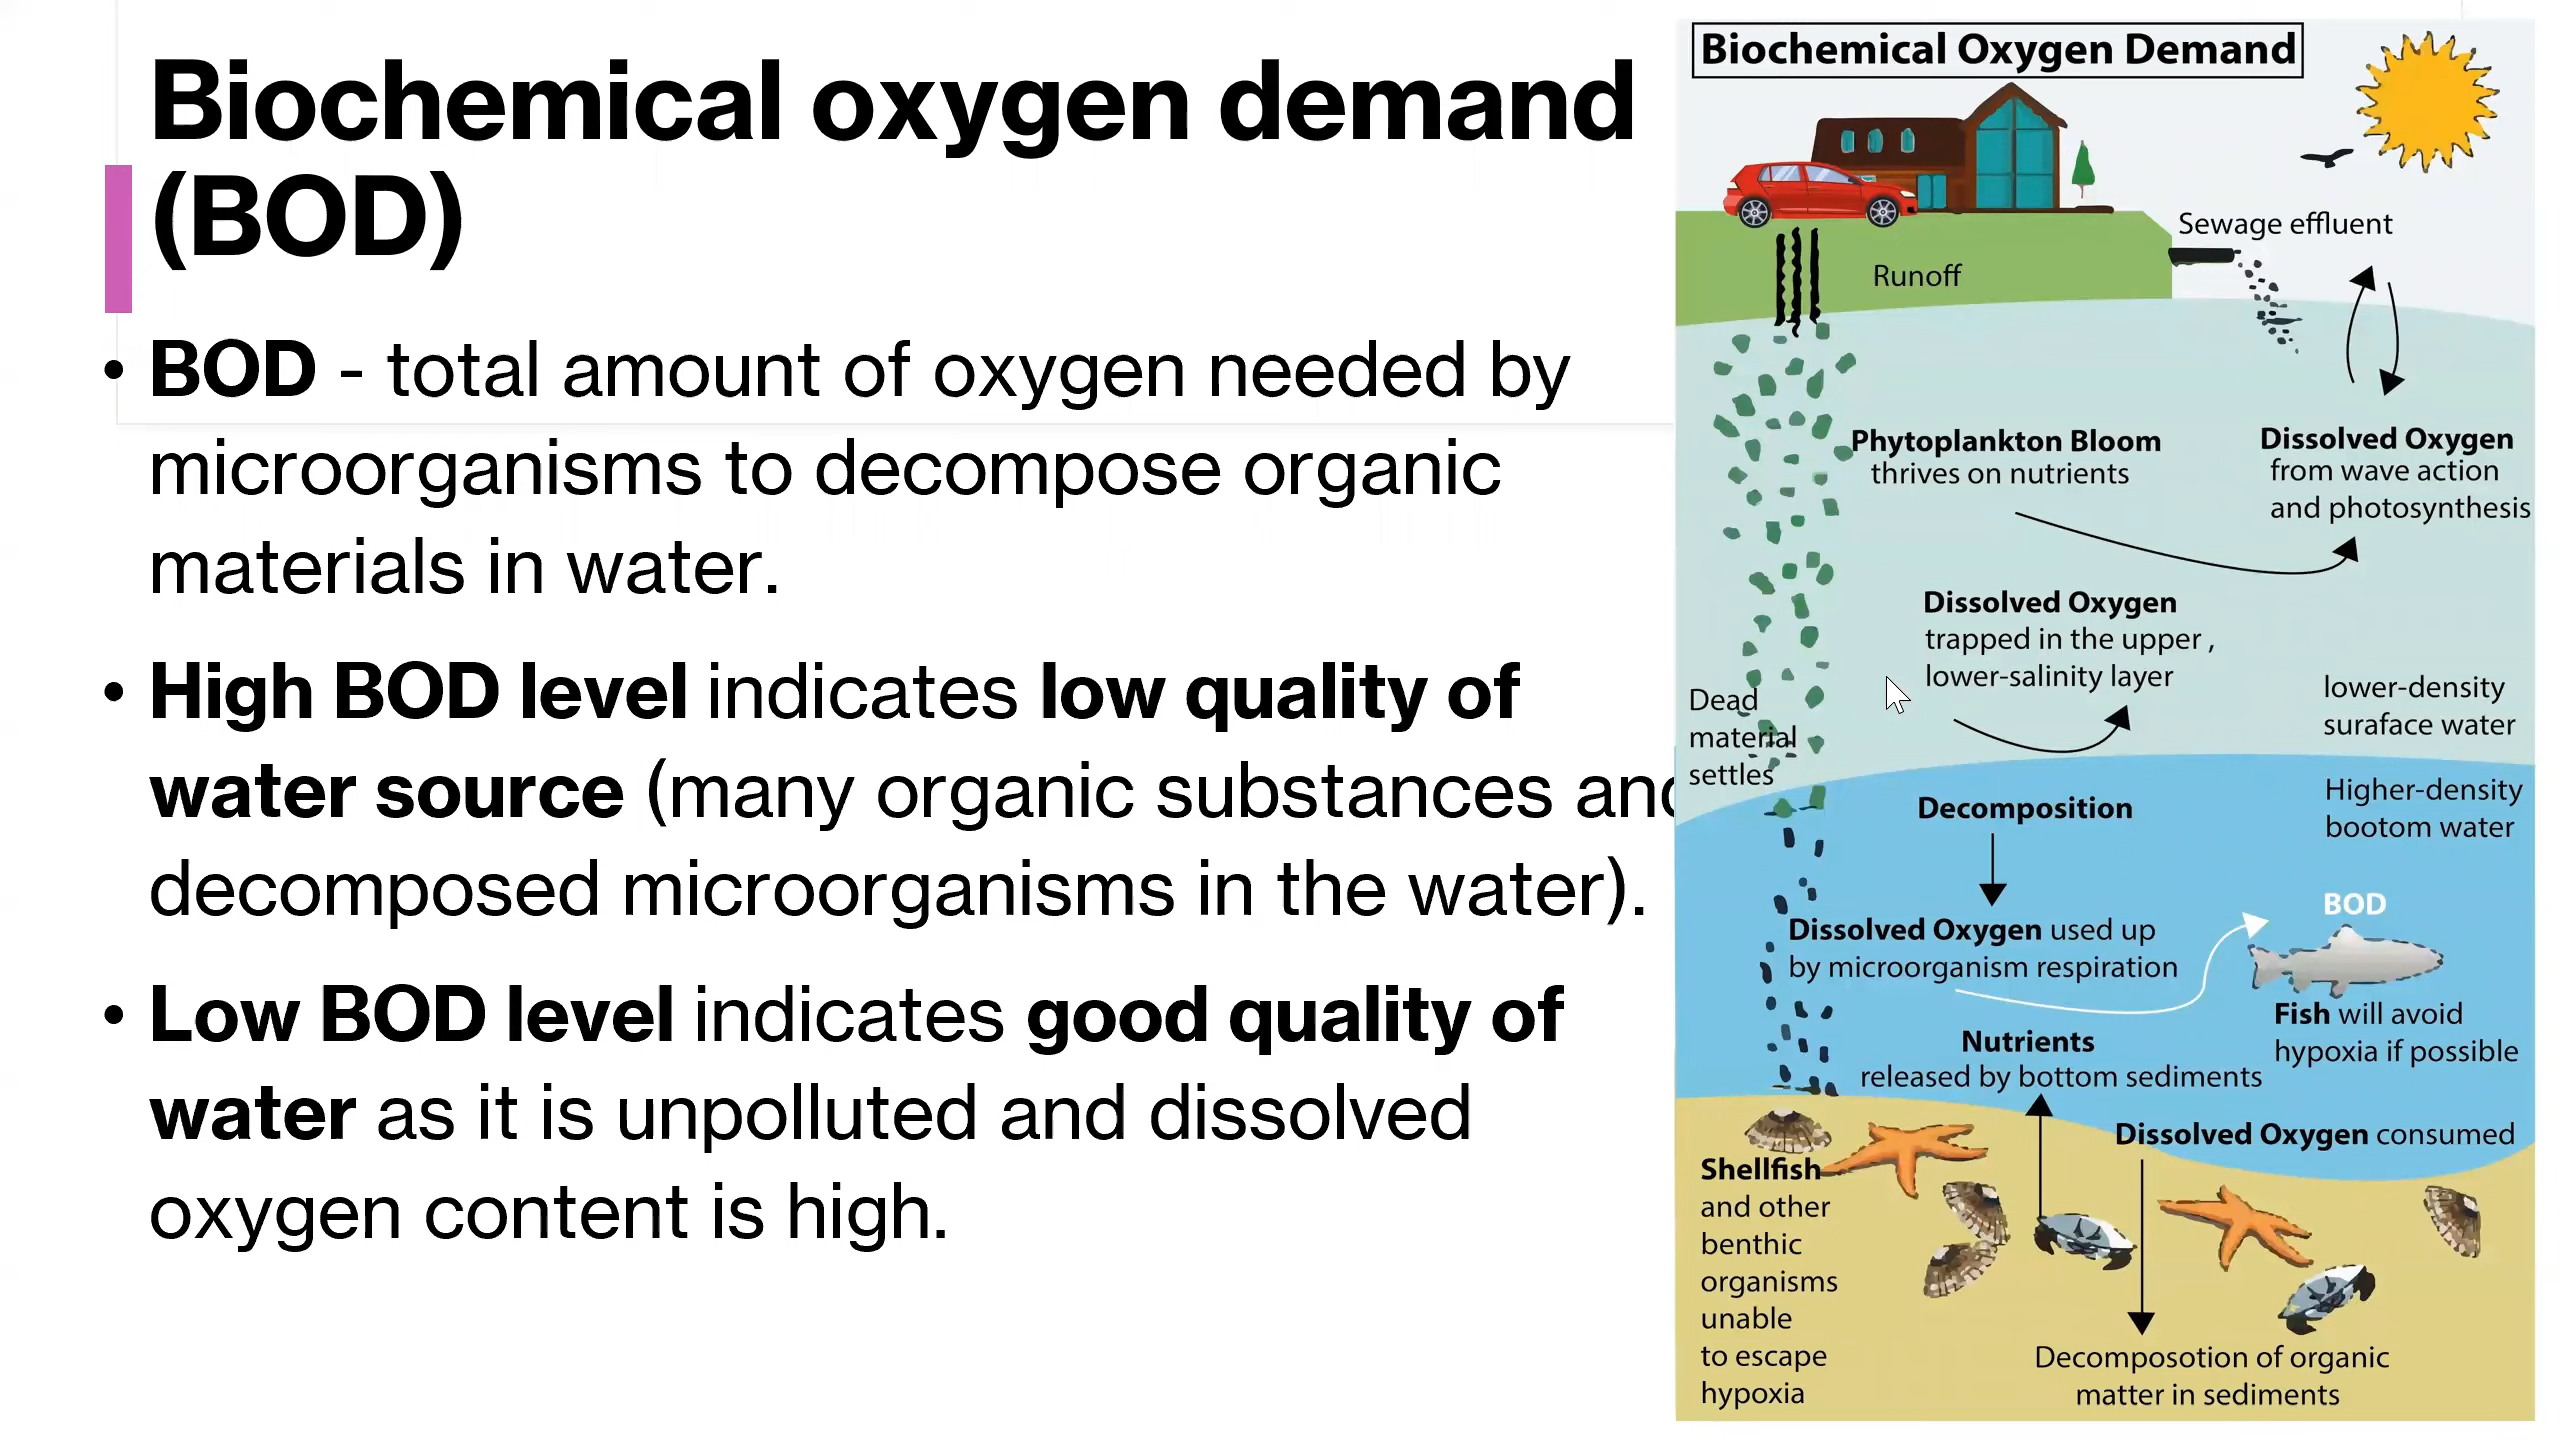 Biochemical oxygen demand
(BOD)
• BOD - total amount of oxygen needed by
microorganisms to decompose organic
materials in water.
• High BOD level indicates low quality of
water source (many organic substances and
decomposed microorganisms in the water).
• Low BOD level indicates good quality of
water as it is unpolluted and dissolved
oxygen content is high.
Biochemical Oxygen Demand
Sewage effluent
Runoff
Phytoplankton Bloom
thrives on nutrients
Dissolved Oxygen
from wave action
and photosynthesis
Dissolved Oxygen
trapped in the upper ,
lower-salinity layer
Dead
material
settles
lower-density
suraface water
Higher-density
bootom water
Decomposition
Dissolved Oxygen used up
by microorganism respiration
BOD
Fish will avoid
hypoxia if possible
Nutrients
released by bottom sediments
Dissolved Oxygen consumed
Shellfish
and other
benthic
organisms
unable
to escape
hypoxia
Decomposotion of organic
matter in sediments